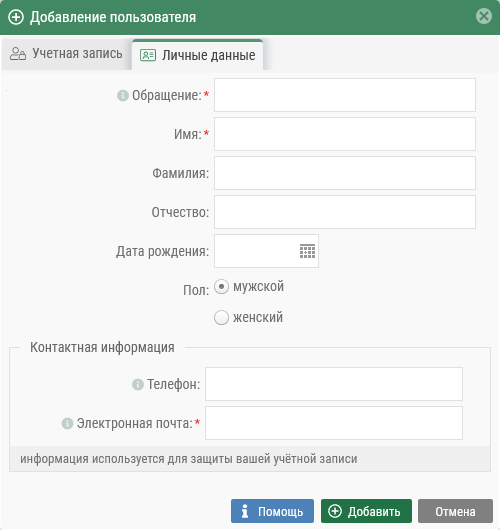 Добавление пользователя
Учетная запись
Личные данные
Обращение:*
Имя:*
Фамилия:
Отчество:
Дата рождения:
Пол: мужской
женский
Контактная информация
Телефон:
Электронная почта:*
информация используется для защиты вашей учётной записи
Помощь Добавить Отмена